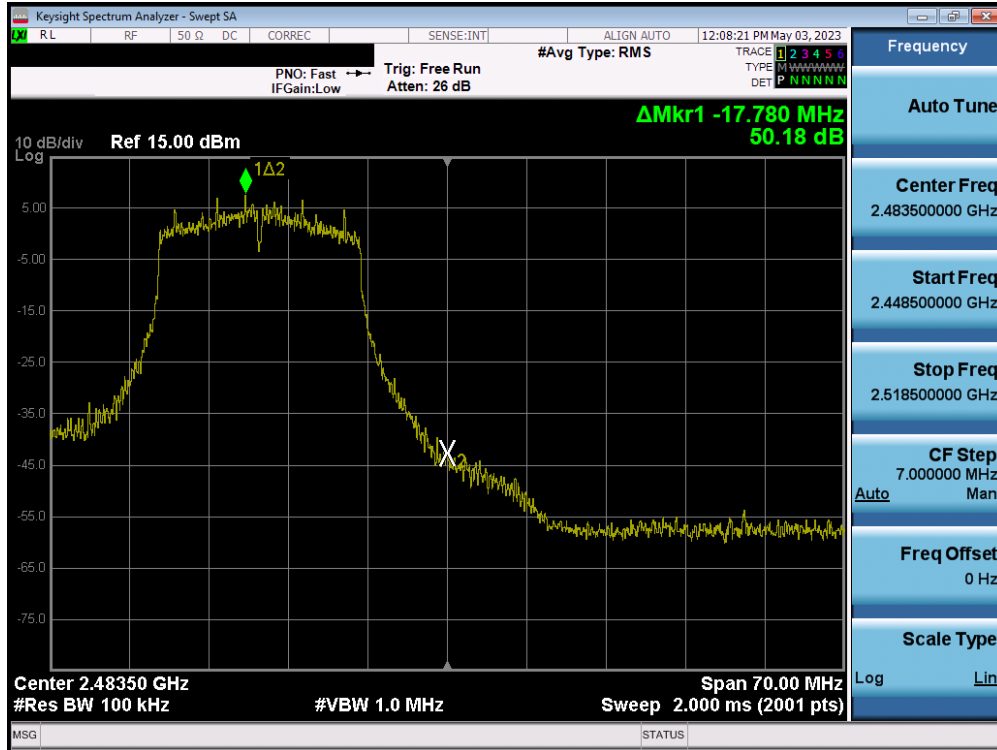 Keysight Spectrum Analyzer - Swept SA
LXI RL RF 50 Ω DC CORREC SENSE:INT ALIGN AUTO 12:08:21 PM May 03, 2023
Frequency
#Avg Type: RMS
TRACE 1 2 3 4 5 6
PNO: Fast Trig: Free Run
TYPE M W W W W W
IFGain:Low Atten: 26 dB
DET P N N N N N
Auto Tune
ΔMkr1 -17.780 MHz
50.18 dB
10 dB/div Ref 15.00 dBm
Log
1Δ2
5.00
-5.00
-15.0
-25.0
-35.0
-45.0
-55.0
-65.0
-75.0
X2
Center Freq
2.483500000 GHz
Start Freq
2.448500000 GHz
Stop Freq
2.518500000 GHz
CF Step
7.000000 MHz
Auto Man
Freq Offset
0 Hz
Scale Type
Log Lin
Center 2.48350 GHz Span 70.00 MHz
#Res BW 100 kHz #VBW 1.0 MHz Sweep 2.000 ms (2001 pts)
MSG STATUS